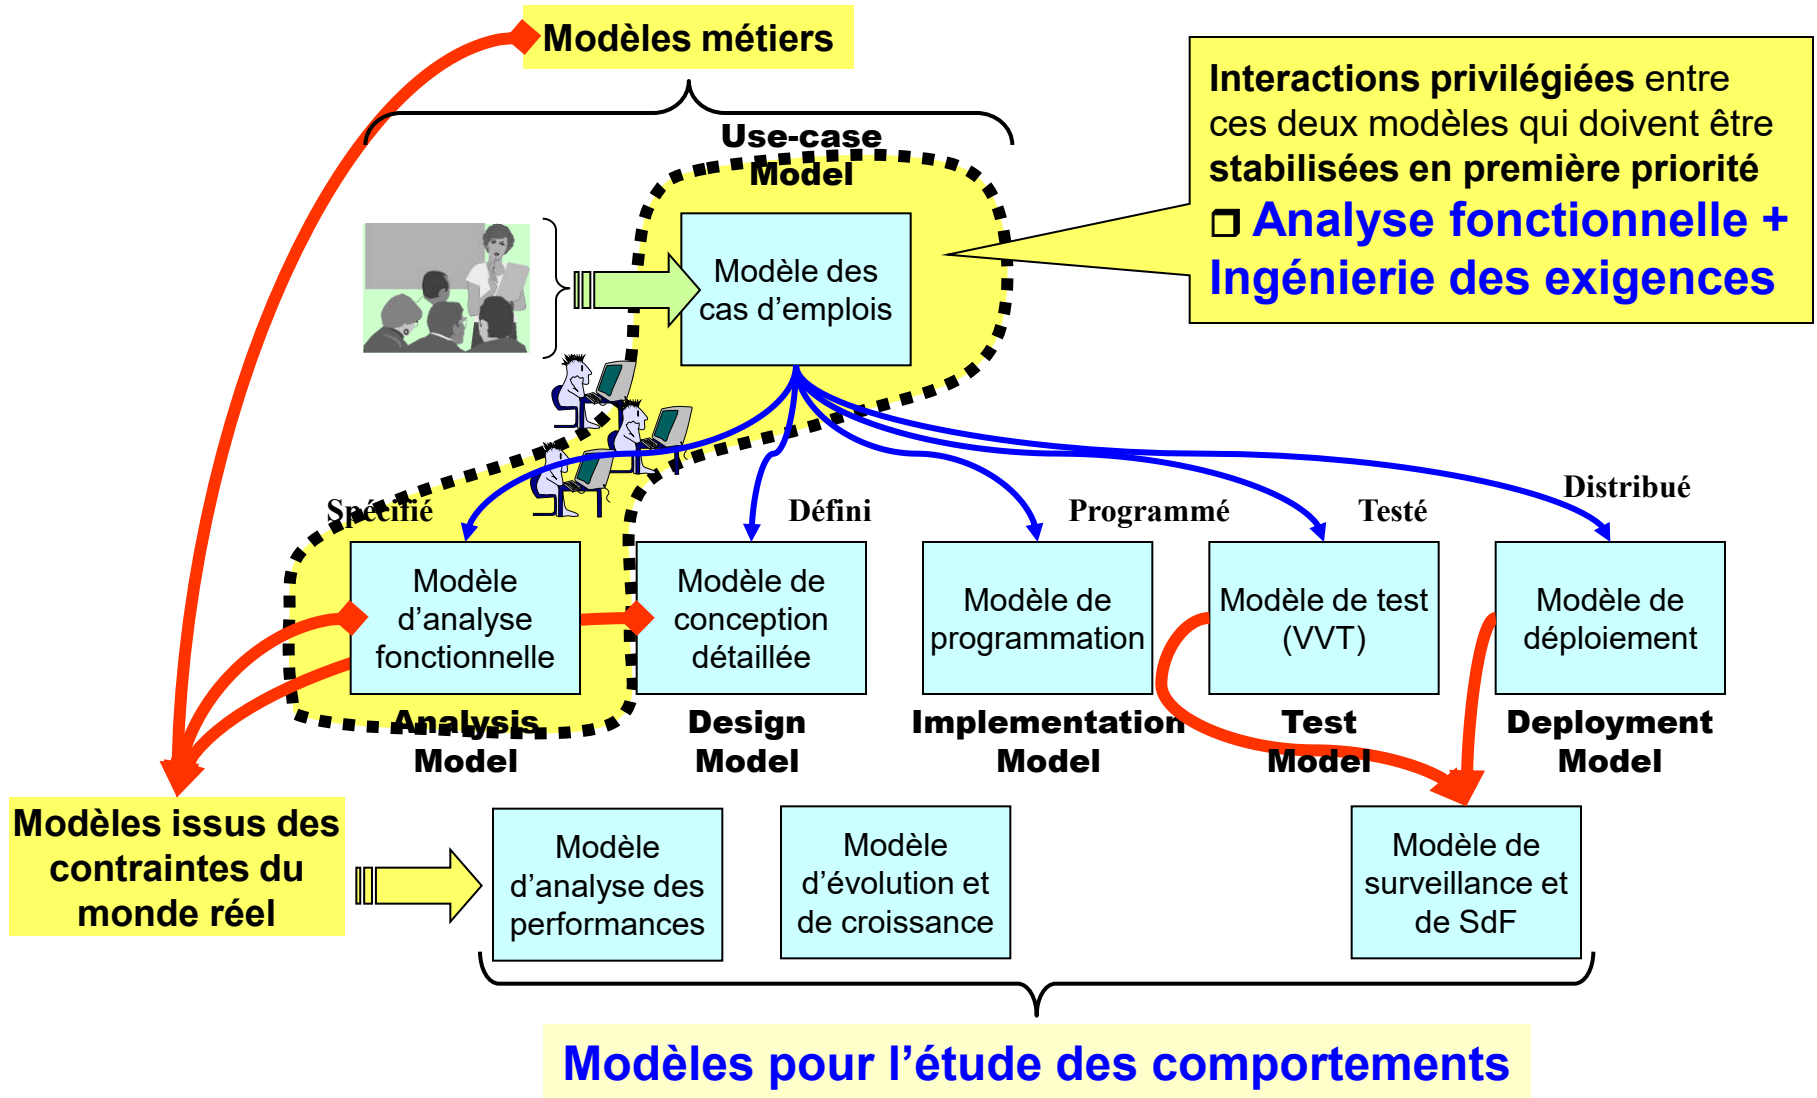 Modèles métiers
Interactions privilégiées entre
ces deux modèles qui doivent être
stabilisées en première priorité
❒ Analyse fonctionnelle +
Ingénierie des exigences
Use-case
Model
Modèle des
cas d’emplois
Spécifié
Défini
Programmé
Testé
Distribué
Modèle
d’analyse
fonctionnelle
Modèle de
conception
détaillée
Modèle de
programmation
Modèle de test
(VVT)
Modèle de
déploiement
Analysis
Model
Design
Model
Implementation
Model
Test
Model
Deployment
Model
Modèles issus des
contraintes du
monde réel
Modèle
d’analyse des
performances
Modèle
d’évolution et
de croissance
Modèle de
surveillance et
de SdF
Modèles pour l’étude des comportements